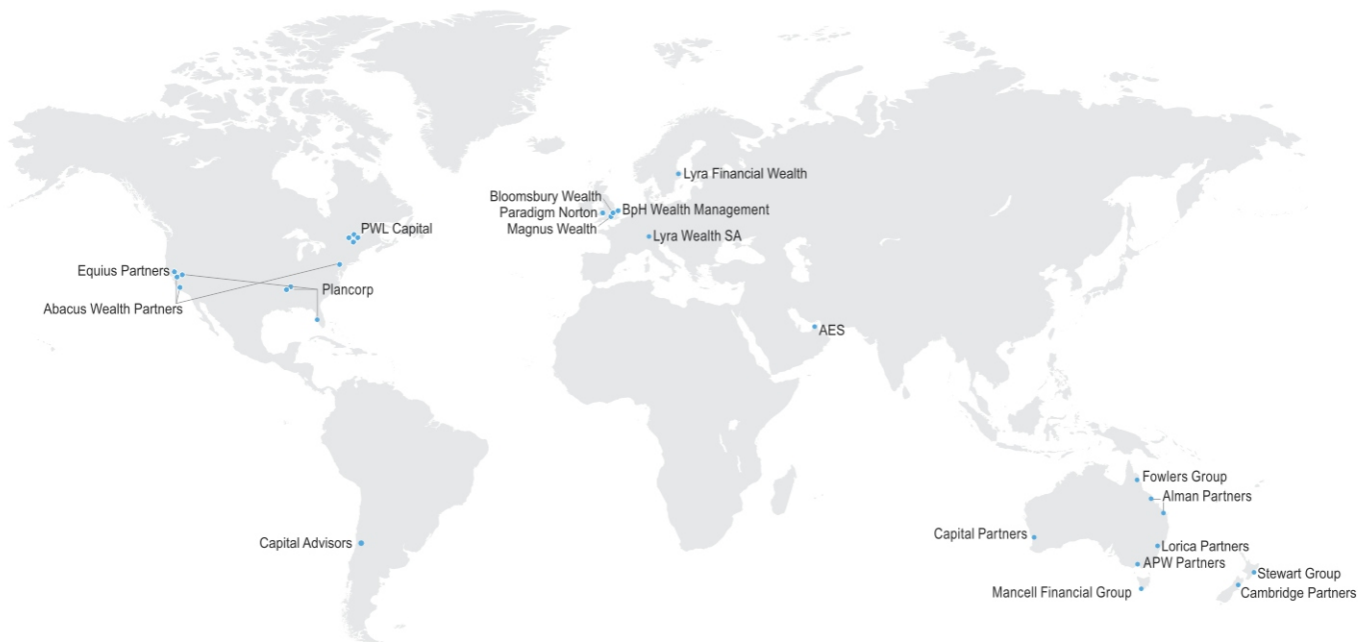 Lyra Financial Wealth
Bloomsbury Wealth
Paradigm Norton
BpH Wealth Management
Magnus Wealth
Lyra Wealth SA
PWL Capital
Equius Partners
Plancorp
Abacus Wealth Partners
AES
Fowlers Group
Alman Partners
Capital Partners
Capital Advisors
Lorica Partners
APW Partners
Stewart Group
Mancell Financial Group
Cambridge Partners